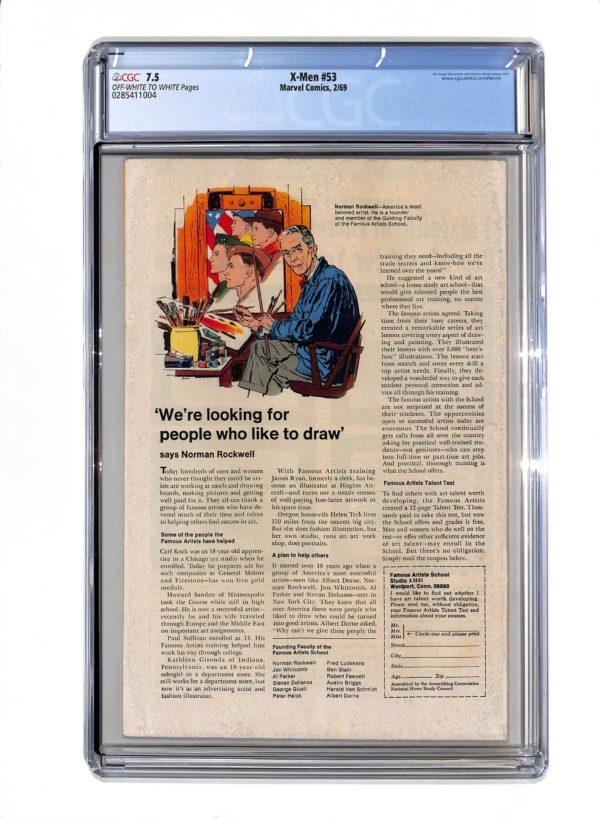 CGC 7.5
OFF-WHITE TO WHITE Pages
0285411004
X-Men #53
Marvel Comics, 2/69
www.cgccomics.com/terms
CGC
Norman Rockwell—America's most
beloved artist. He is a founder
and member of the Guiding Faculty
of the Famous Artists School.
'We're looking for
people who like to draw'
says Norman Rockwell
Today hundreds of men and women
who never thought they could be art-
ists are working at easels and drawing
boards, making pictures and getting
well paid for it. They all can thank a
group of famous artists who have de-
voted much of their time and talent
to helping others find success in art.
Some of the people the
Famous Artists have helped
Carl Kock was an 18-year-old appren-
tice in a Chicago art studio when he
enrolled. Today he prepares ads for
such companies as General Motors
and Firestone—has won five gold
medals.
Howard Sanden of Minneapolis
took the Course while still in high
school. He is now a successful artist—
recently he and his wife traveled
through Europe and the Middle East
on important art assignments.
Paul Sullivan enrolled at 14. His
Famous Artists training helped him
work his way through college.
Kathleen Gironda of Indiana,
Pennsylvania, was an 18-year-old
salesgirl in a department store. She
still works for a department store, but
now it's as an advertising artist and
fashion illustrator.
With Famous Artists training
James Ryan, formerly a clerk, has be-
come an illustrator at Hughes Air-
craft—and turns out a steady stream
of well-paying free-lance artwork in
his spare time.
Oregon housewife Helen Tryk lives
150 miles from the nearest big city.
But she does fashion illustration, has
her own studio, runs an art work
shop, does portraits.
A plan to help others
It started over 18 years ago when a
group of America's most successful
artists—men like Albert Dorne, Nor-
man Rockwell, Jon Whitcomb, Al
Parker and Stevan Dohanos—met in
New York City. They knew that all
over America there were people who
liked to draw who could be turned
into good artists. Albert Dorne asked,
"Why can't we give these people the
Founding Faculty of the
Famous Artists School
Norman Rockwell
Jon Whitcomb
Al Parker
Stevan Dohanos
George Giusti
Peter Helck
Fred Ludekens
Ben Stahl
Robert Fawcett
Austin Briggs
Harold Von Schmidt
Albert Dorne
training they need—including all the
trade secrets and know-how we've
learned over the years?"
He suggested a new kind of art
school—a home study art school—that
would give talented people the best
professional art training, no matter
where they live.
The famous artists agreed. Taking
time from their busy careers, they
created a remarkable series of art
lessons covering every aspect of draw-
ing and painting. They illustrated
their lessons with over 5,000 "here's-
how" illustrations. The lessons start
from scratch and cover every skill a
top artist needs. Finally, they de-
veloped a wonderful way to give each
student personal correction and ad-
vice all through his training.
The famous artists with the School
are not surprised at the success of
their students. The opportunities
open to successful artists today are
enormous. The School continually
gets calls from all over the country
asking for practical well-trained stu-
dents—not geniuses—who can step
into full-time or part-time art jobs.
And practical, thorough training is
what the School offers.
Famous Artists Talent Test
To find others with art talent worth
developing, the Famous Artists
created a 12-page Talent Test. Thou-
sands paid to take this test, but now
the School offers and grades it free.
Men and women who do well on the
test—or offer other sufficient evidence
of art talent—may enroll in the
School. But there's no obligation.
Simply mail the coupon below.
Famous Artists School
Studio
Westport, Conn. 06880
I would like to find out whether I
have art talent worth developing.
Please send me, without obligation,
your Famous Artists Talent Test and
information about your courses.
Mr.
Mrs.
Miss
Circle one and please print
Street
City
State
Age Zip
Accredited by the Accrediting Commission
National Home Study Council